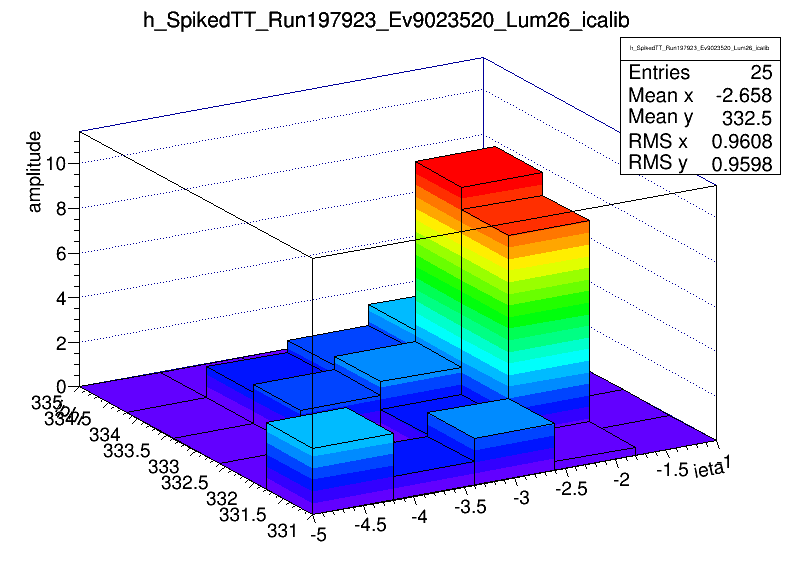 h_SpikedTT_Run197923_Ev9023520_Lum26_icalib
h_SpikedTT_Run197923_Ev9023520_Lum26_icalib
Entries 25
Mean x -2.658
Mean y 332.5
RMS x 0.9608
RMS y 0.9598
amplitude
10
8
6
4
2
0
335
334.5
334
333.5
333
332.5
332
331.5
331
-5
-4.5
-4
-3.5
-3
-2.5
-2
-1.5
ieta